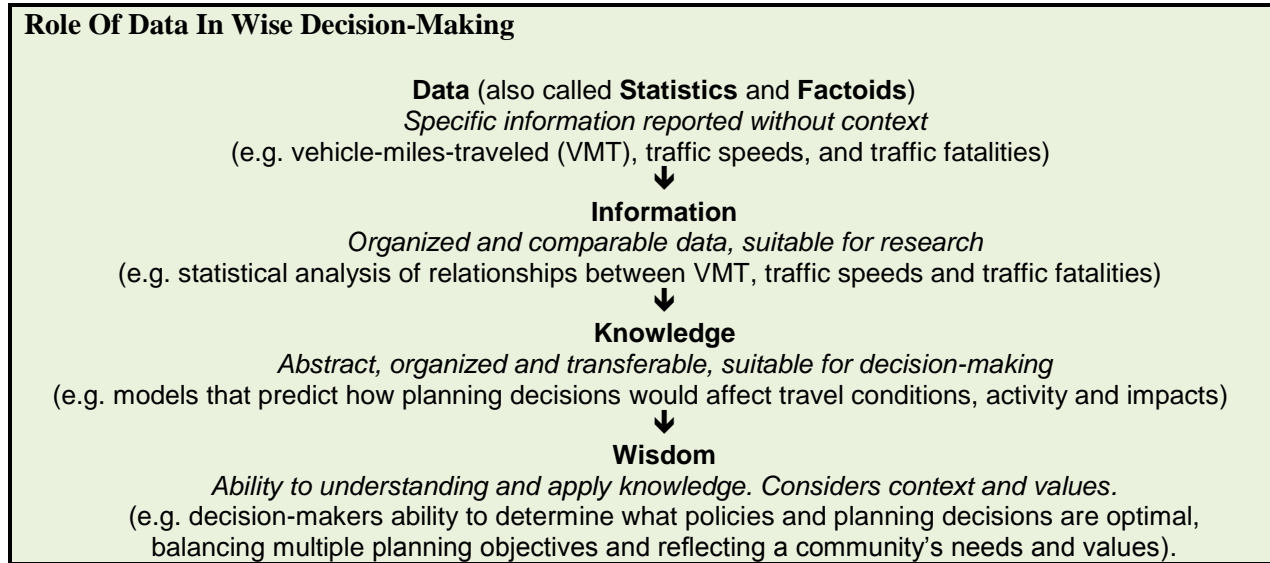 Role Of Data In Wise Decision-Making
Data (also called Statistics and Factoids)
Specific information reported without context
(e.g. vehicle-miles-traveled (VMT), traffic speeds, and traffic fatalities)
Information
Organized and comparable data, suitable for research
(e.g. statistical analysis of relationships between VMT, traffic speeds and traffic fatalities)
Knowledge
Abstract, organized and transferable, suitable for decision-making
(e.g. models that predict how planning decisions would affect travel conditions, activity and impacts)
Wisdom
Ability to understanding and apply knowledge. Considers context and values.
(e.g. decision-makers ability to determine what policies and planning decisions are optimal,
balancing multiple planning objectives and reflecting a community’s needs and values).